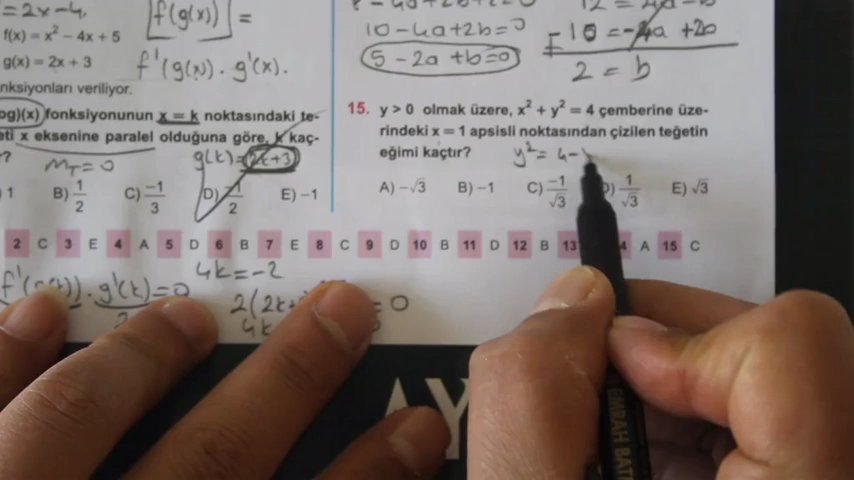 = 2x-4
f(x) = x² − 4x + 5
g(x) = 2x + 3
f(g(x)) =
f'(g(x)). g'(x).
nksiyonları veriliyor.
og)(x) fonksiyonunun x = k noktasındaki te-
eti x eksenine paralel olduğuna göre, k kaç-
?
m_T = 0
g(k) = 2k+3
1 B) 1/2 C) −1/3 D) −1/2 E) −1
10 - 4a + 2b = 0
5 - 2a + b = 0
10 = -4a + 2b
2 = b
15. y > 0 olmak üzere, x² + y² = 4 çemberine üze-
rindeki x = 1 apsisli noktasından çizilen teğetin
eğimi kaçtır?
y² = 4 -
A) −√3 B) −1 C) −1/√3 D) 1/√3 E) √3
2 C 3 E 4 A 5 D 6 B 7 E 8 C 9 D 10 B 11 D 12 B 13 4 A 15 C
4k = -2
. g'(k) = 0
2(2k+ = 0
4k
AY
EMRAH BAT